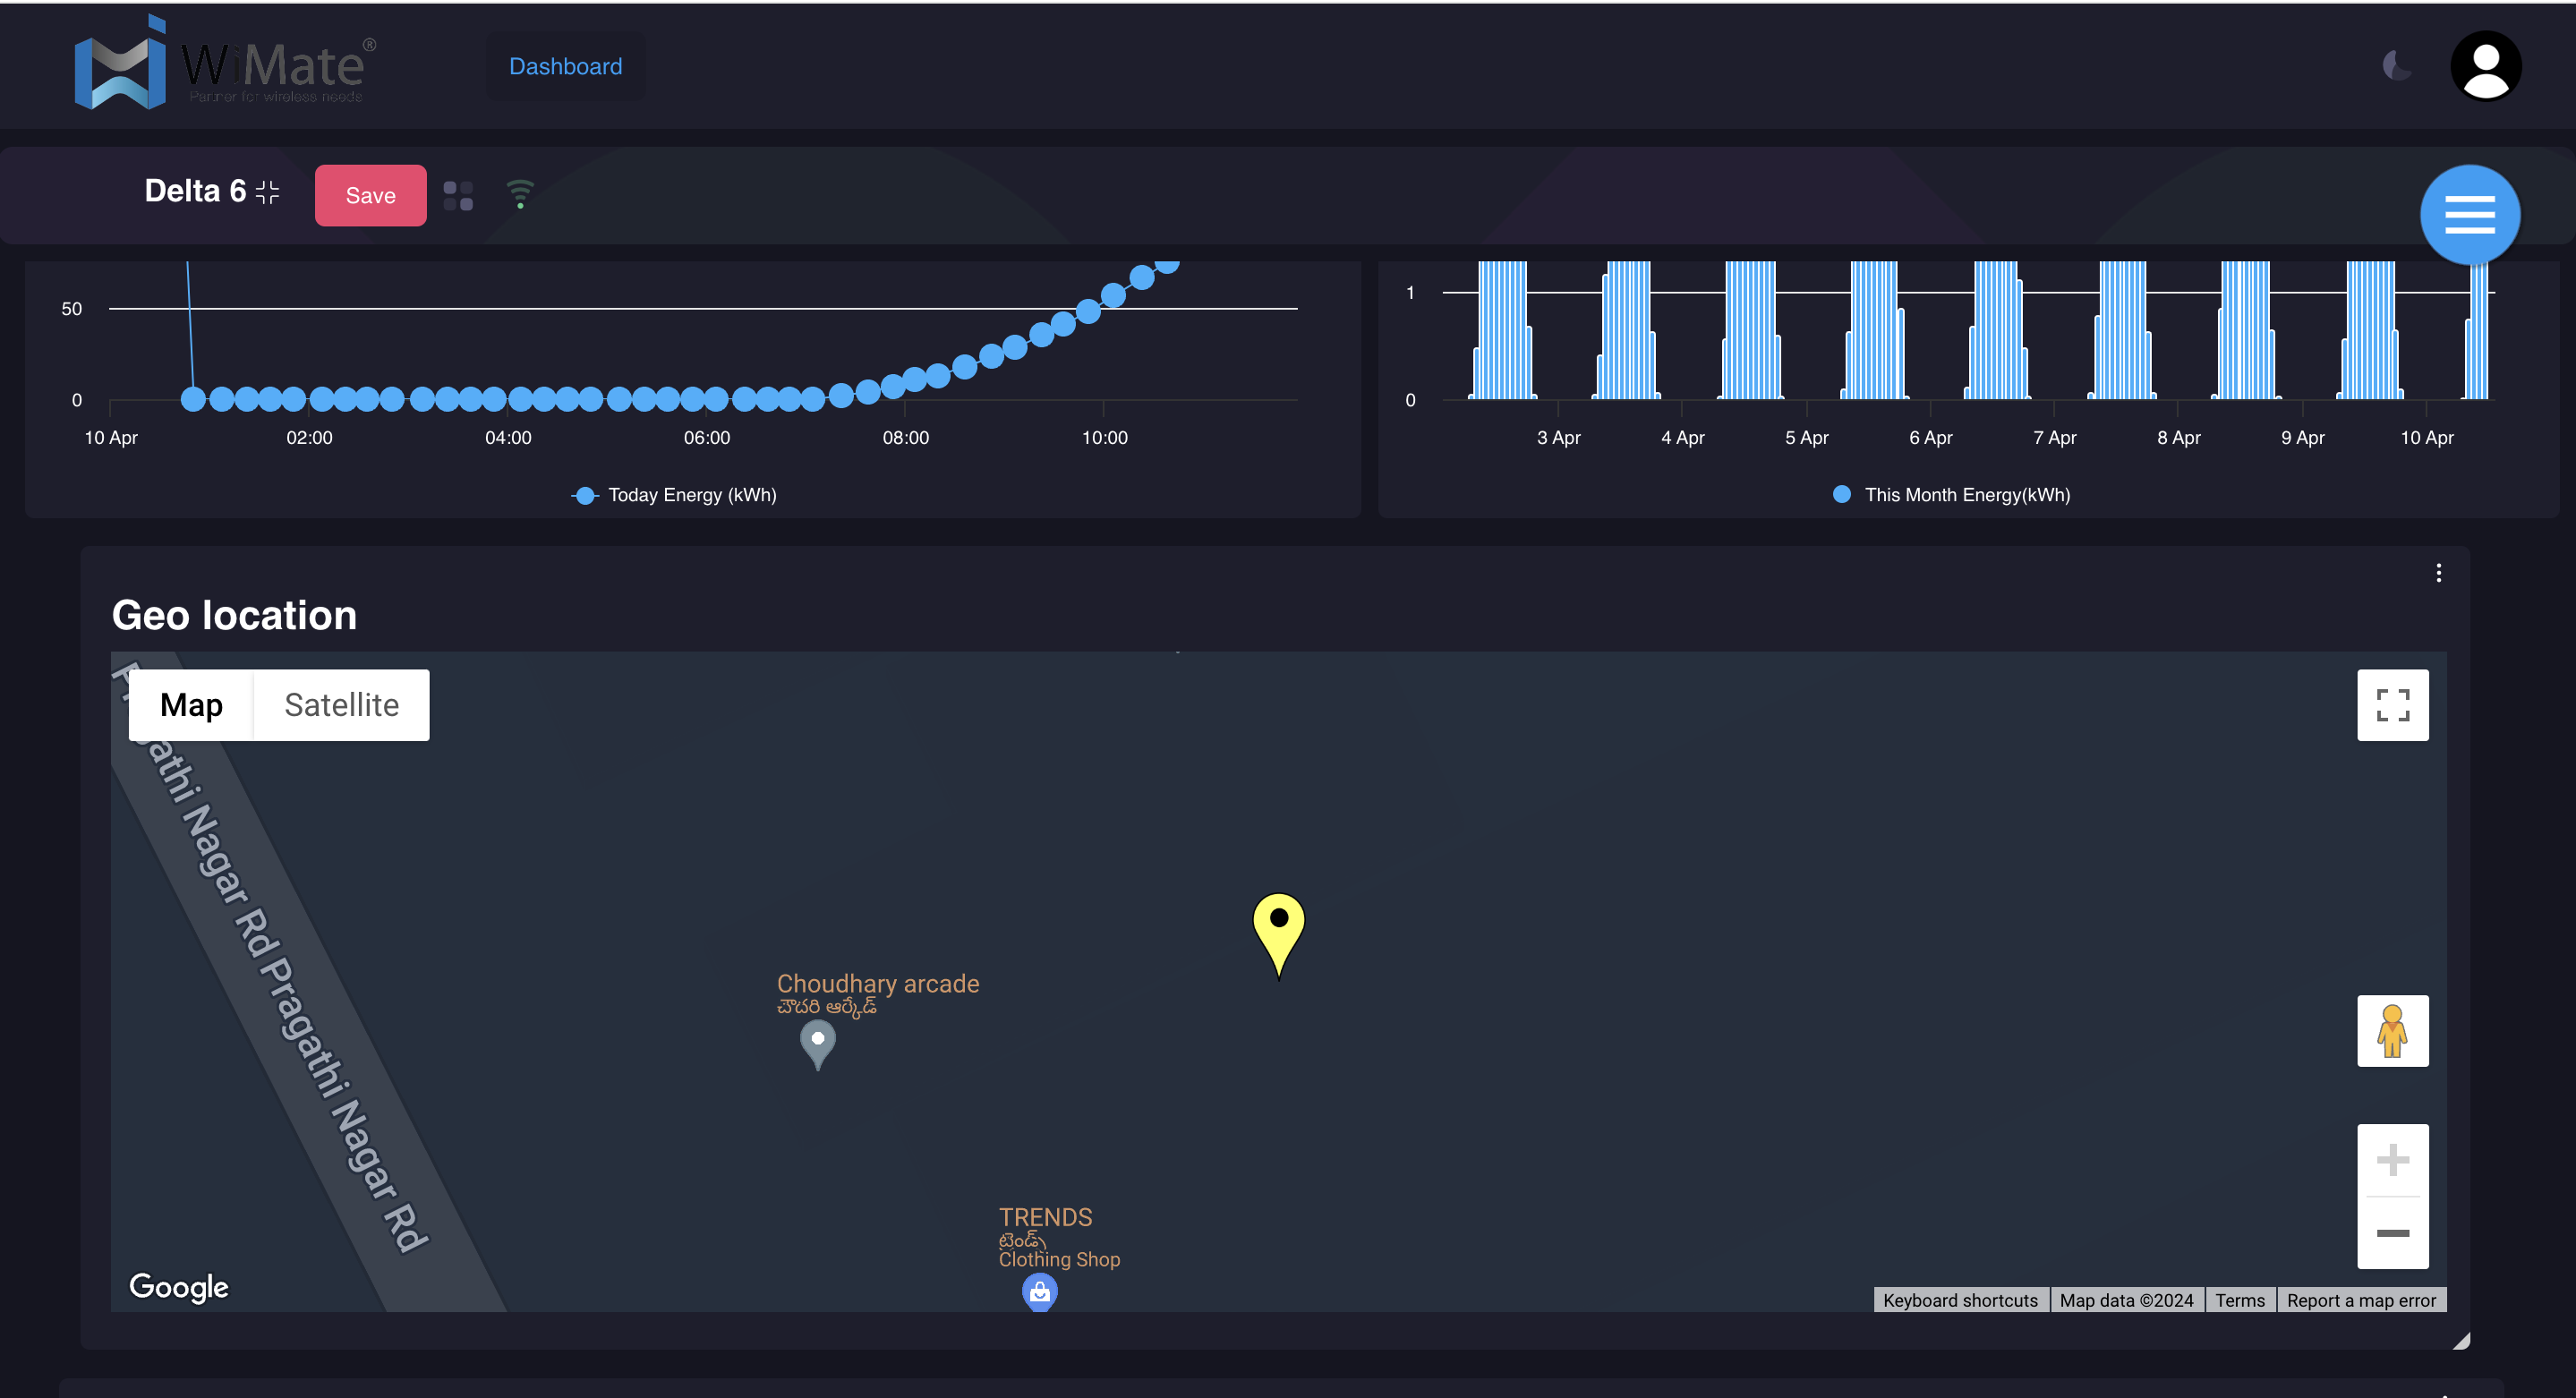 WiMate®
Partner for wireless needs
Dashboard
Delta 6
Save
50
0
10 Apr
02:00
04:00
06:00
08:00
10:00
Today Energy (kWh)
1
0
3 Apr
4 Apr
5 Apr
6 Apr
7 Apr
8 Apr
9 Apr
10 Apr
This Month Energy(kWh)
Geo location
Map
Satellite
athi Nagar Rd
Pragathi Nagar Rd
Choudhary arcade
చౌదరి ఆర్కేడ్
TRENDS
ట్రెండ్స్
Clothing Shop
Google
Keyboard shortcuts
Map data ©2024
Terms
Report a map error